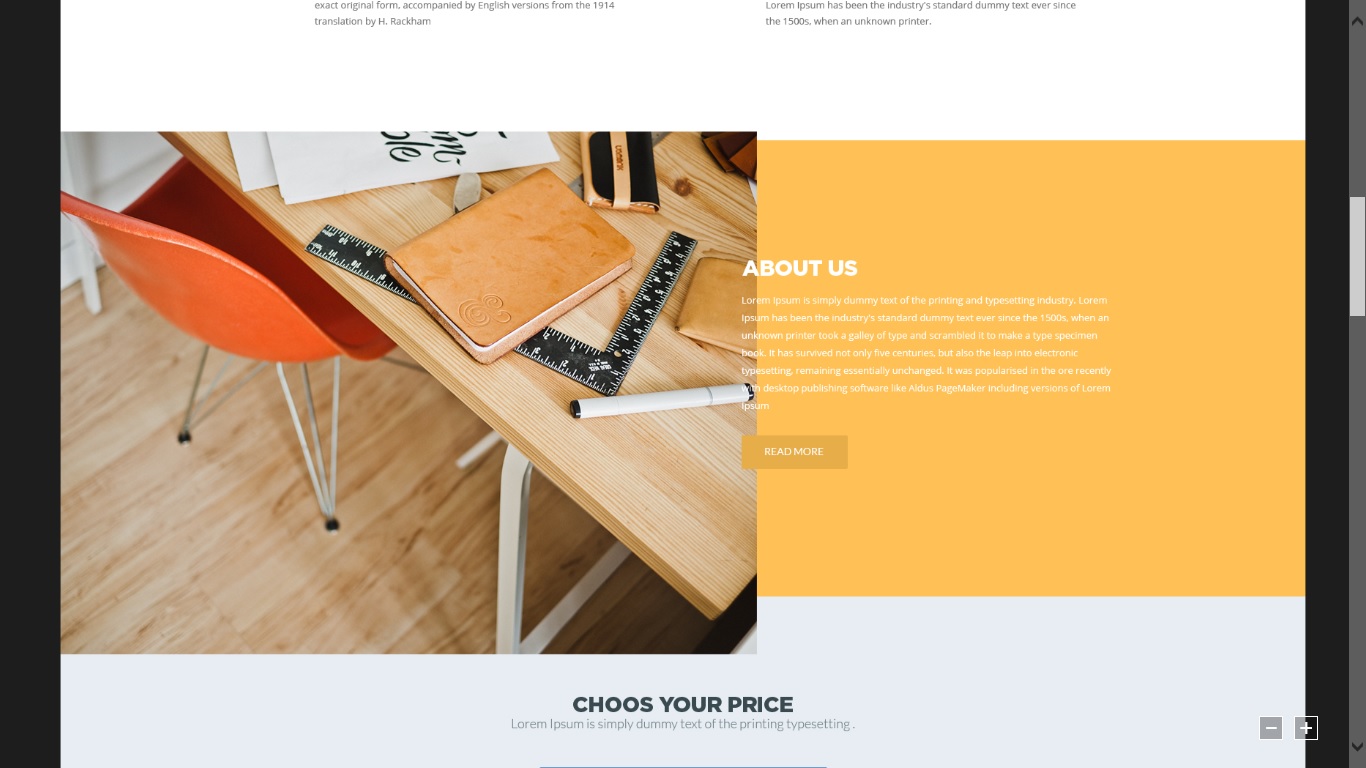 exact original form, accompanied by English versions from the 1914
translation by H. Rackham
Lorem Ipsum has been the industry's standard dummy text ever since
the 1500s, when an unknown printer.
ABOUT US
Lorem Ipsum is simply dummy text of the printing and typesetting industry. Lorem
Ipsum has been the industry's standard dummy text ever since the 1500s, when an
unknown printer took a galley of type and scrambled it to make a type specimen
book. It has survived not only five centuries, but also the leap into electronic
typesetting, remaining essentially unchanged. It was popularised in the ore recently
with desktop publishing software like Aldus PageMaker including versions of Lorem
Ipsum
READ MORE
CHOOS YOUR PRICE
Lorem Ipsum is simply dummy text of the printing typesetting .